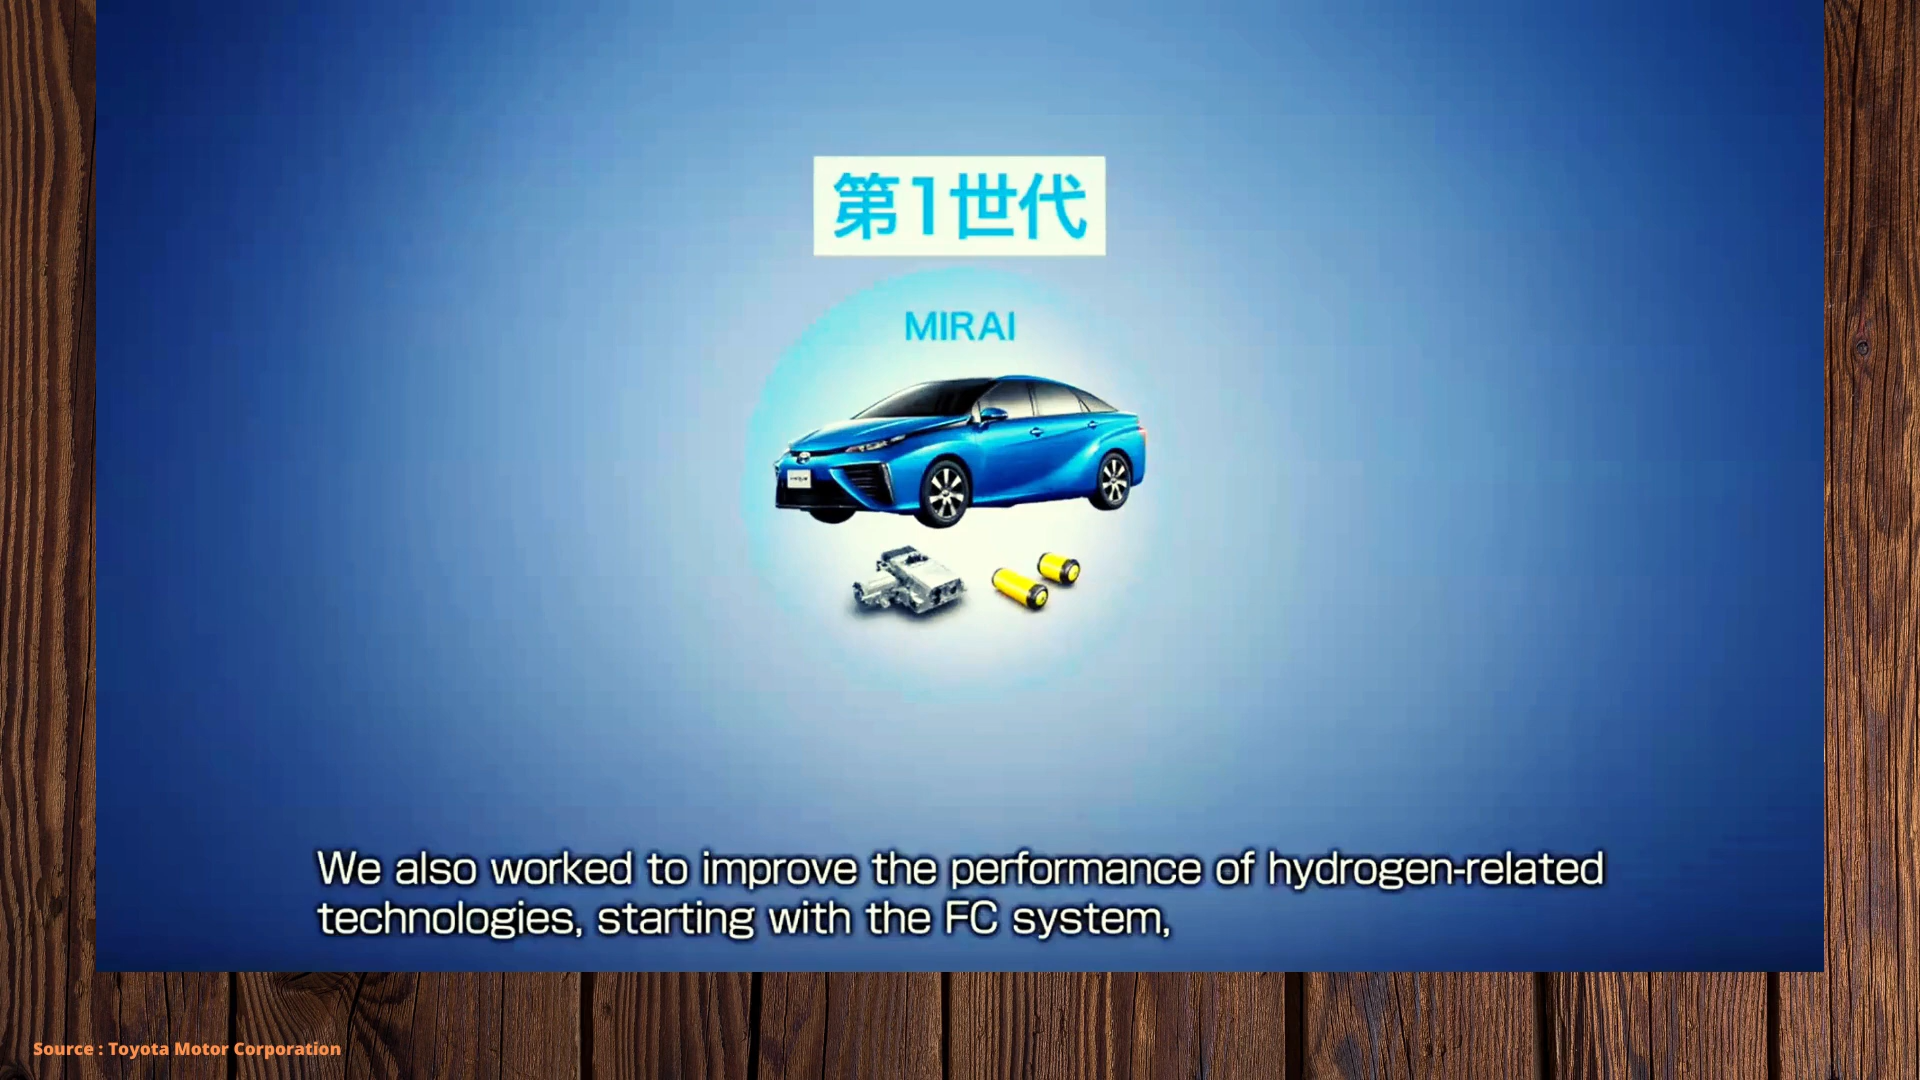 第1世代
MIRAI
We also worked to improve the performance of hydrogen-related
technologies, starting with the FC system,
Source : Toyota Motor Corporation